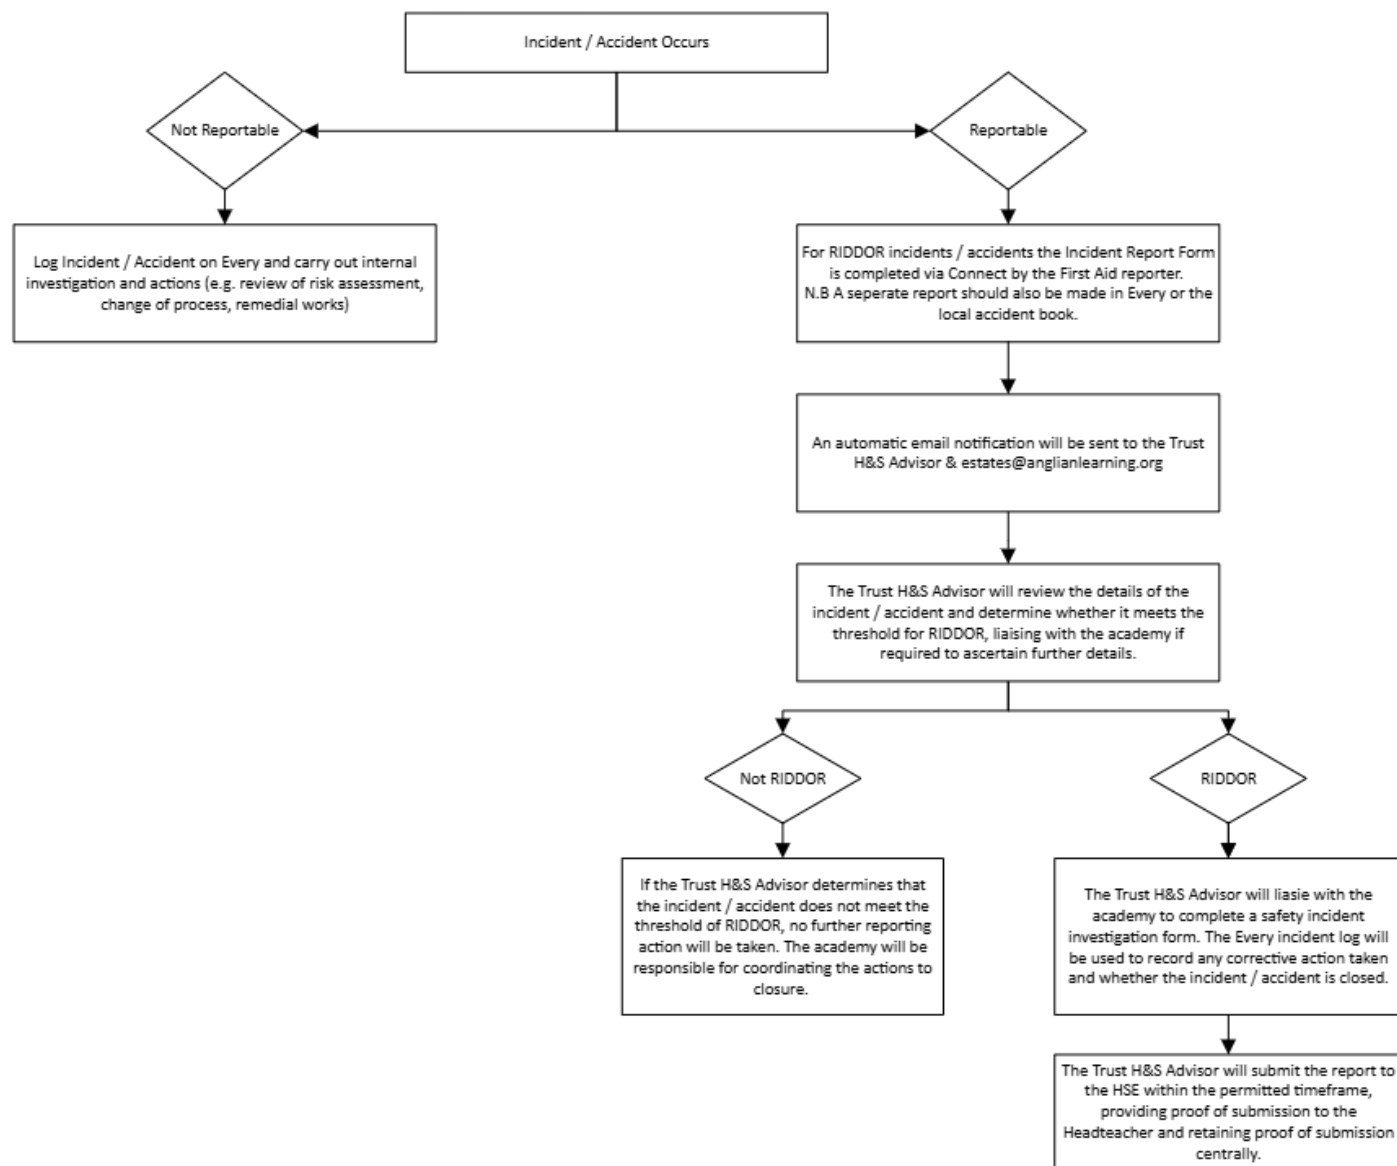 Incident / Accident Occurs
Not Reportable
Reportable
Log Incident / Accident on Every and carry out internal
investigation and actions (e.g. review of risk assessment,
change of process, remedial works)
For RIDDOR incidents / accidents the Incident Report Form
is completed via Connect by the First Aid reporter.
N.B A seperate report should also be made in Every or the
local accident book.
An automatic email notification will be sent to the Trust
H&S Advisor & estates@anglianlearning.org
The Trust H&S Advisor will review the details of the
incident / accident and determine whether it meets the
threshold for RIDDOR, liaising with the academy if
required to ascertain further details.
Not RIDDOR
RIDDOR
If the Trust H&S Advisor determines that
the incident / accident does not meet the
threshold of RIDDOR, no further reporting
action will be taken. The academy will be
responsible for coordinating the actions to
closure.
The Trust H&S Advisor will liasie with the
academy to complete a safety incident
investigation form. The Every incident log will
be used to record any corrective action taken
and whether the incident / accident is closed.
The Trust H&S Advisor will submit the report to
the HSE within the permitted timeframe,
providing proof of submission to the
Headteacher and retaining proof of submission
centrally.